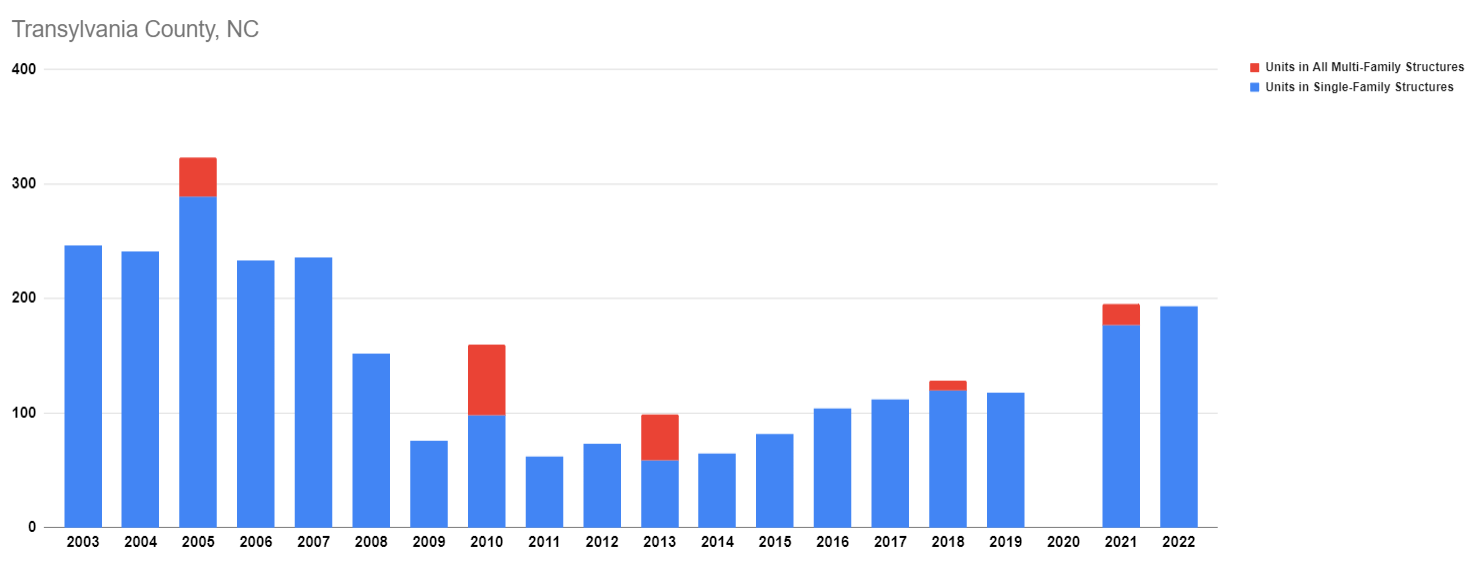 Transylvania County, NC
Units in All Multi-Family Structures
Units in Single-Family Structures
400
300
200
100
0
2003 2004 2005 2006 2007 2008 2009 2010 2011 2012 2013 2014 2015 2016 2017 2018 2019 2020 2021 2022